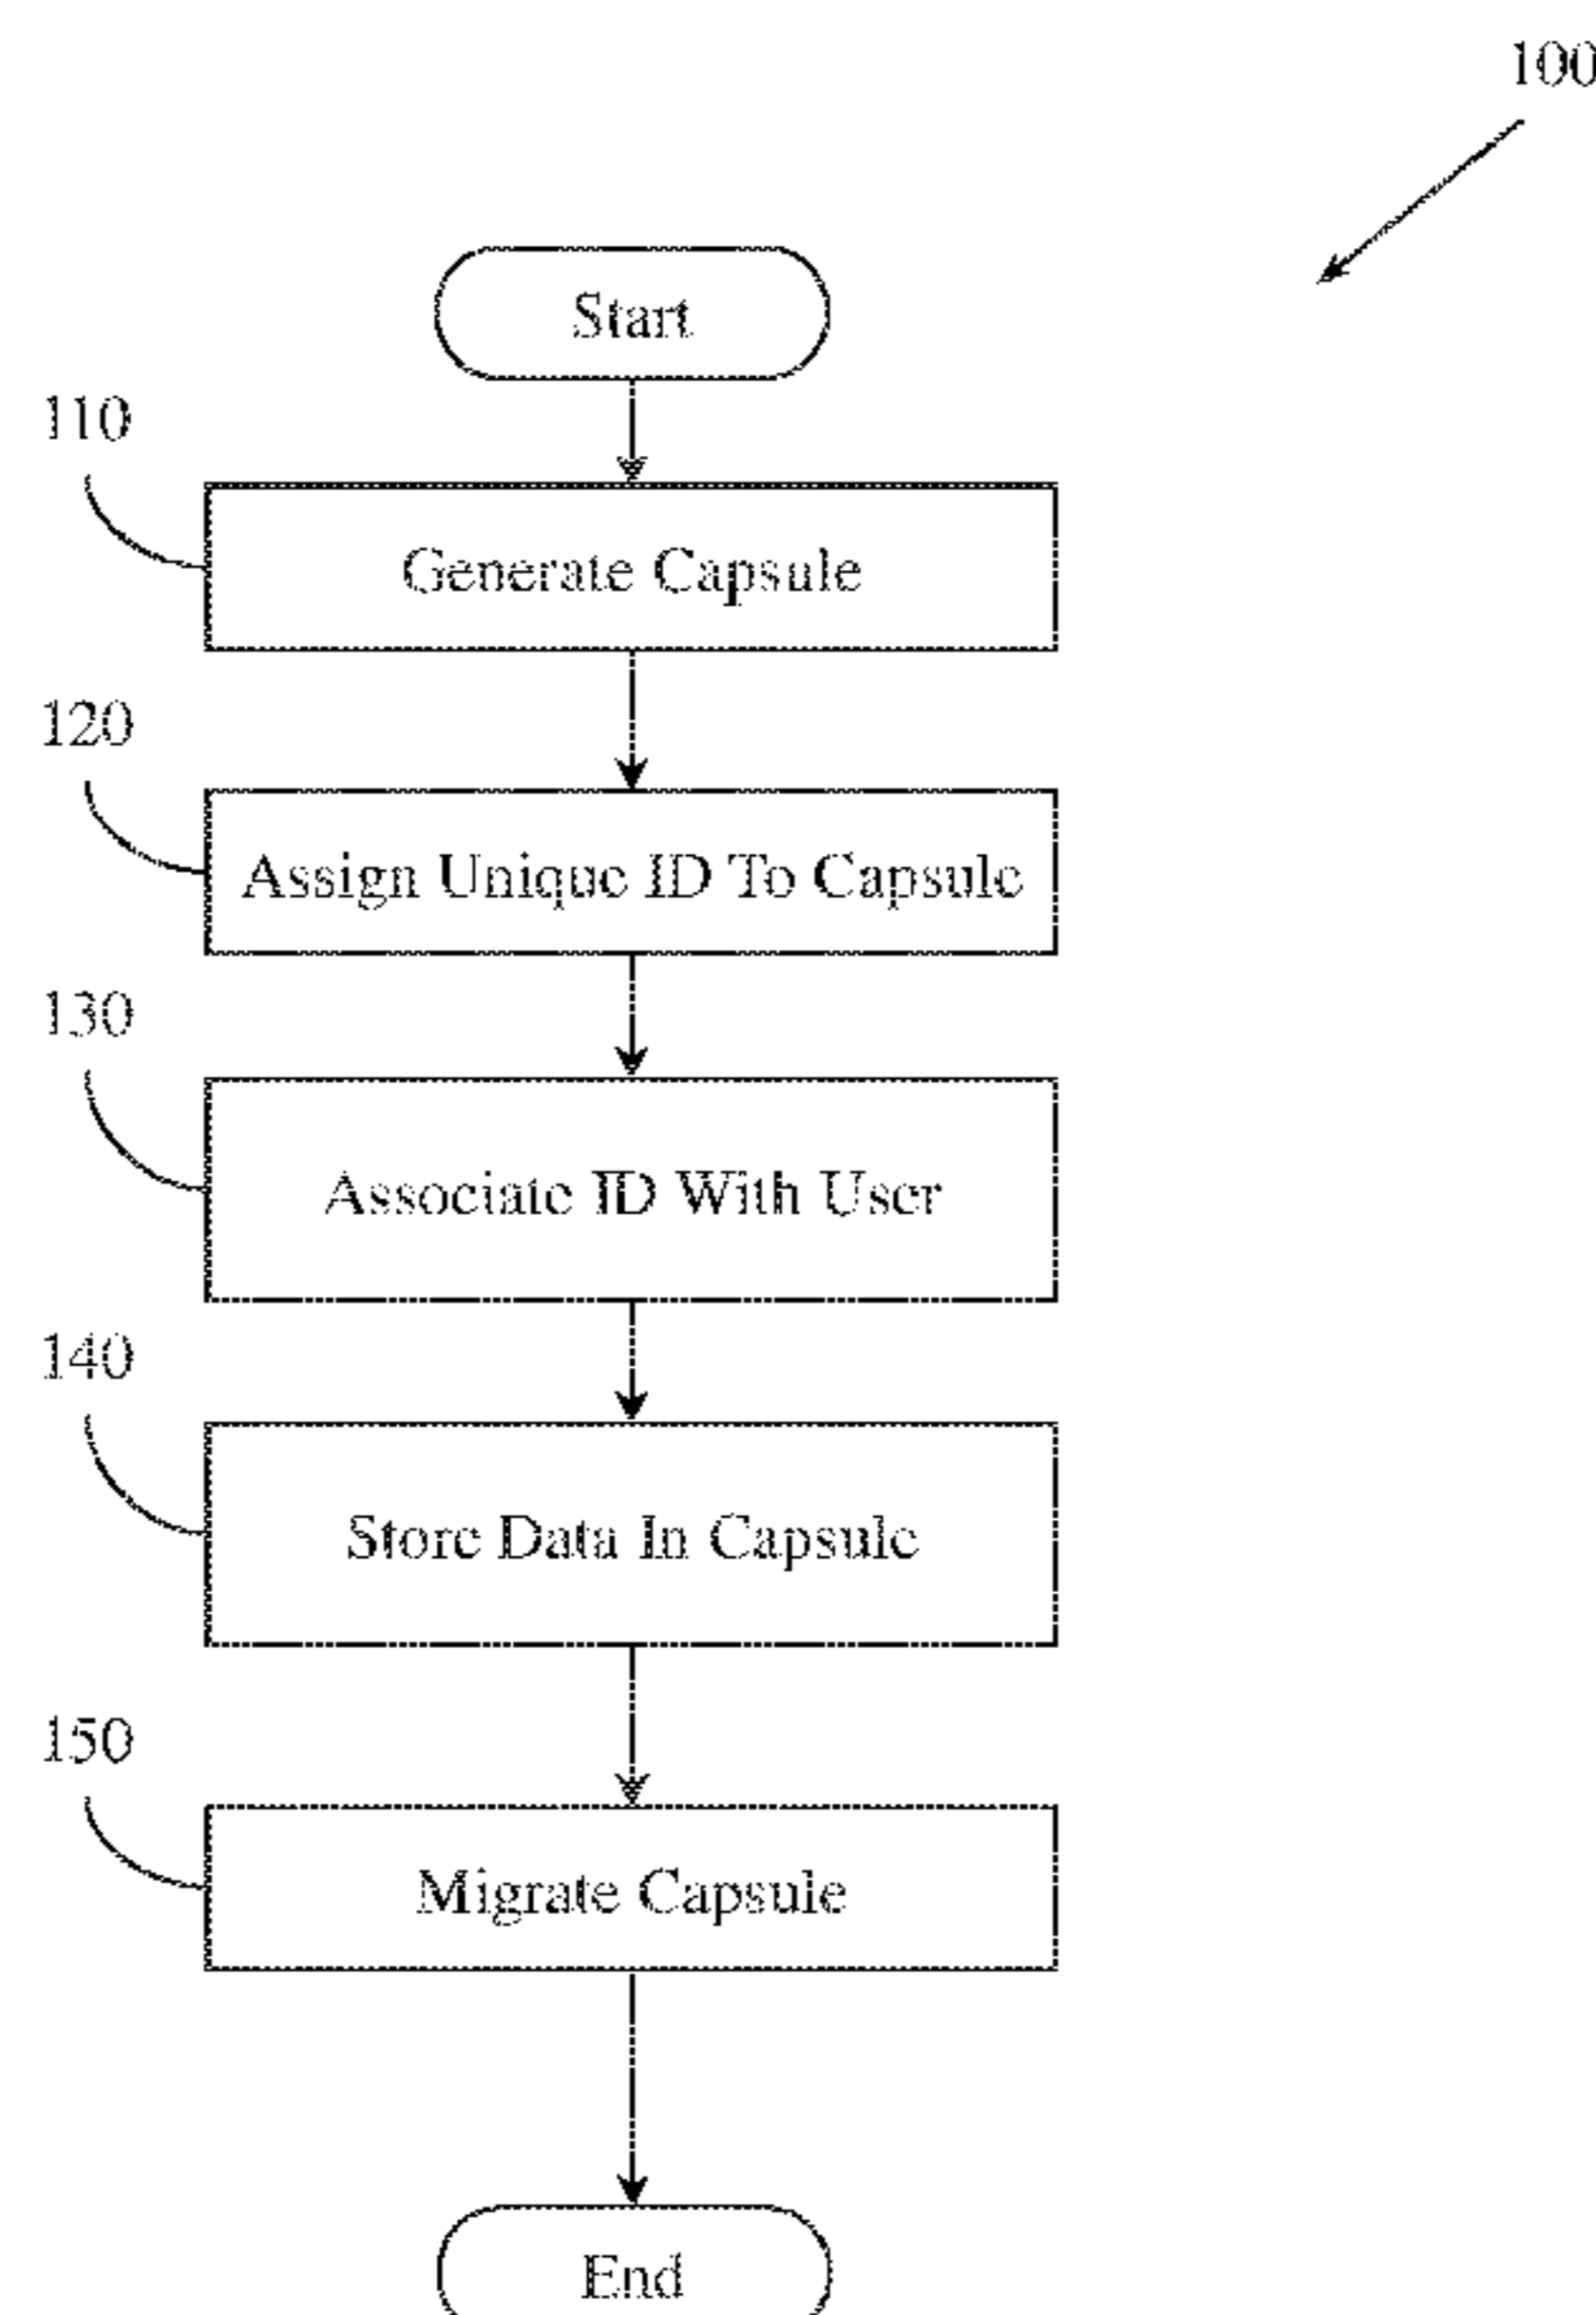 100
Start
110
Generate Capsule
120
Assign Unique ID To Capsule
130
Associate ID With User
140
Store Data In Capsule
150
Migrate Capsule
End